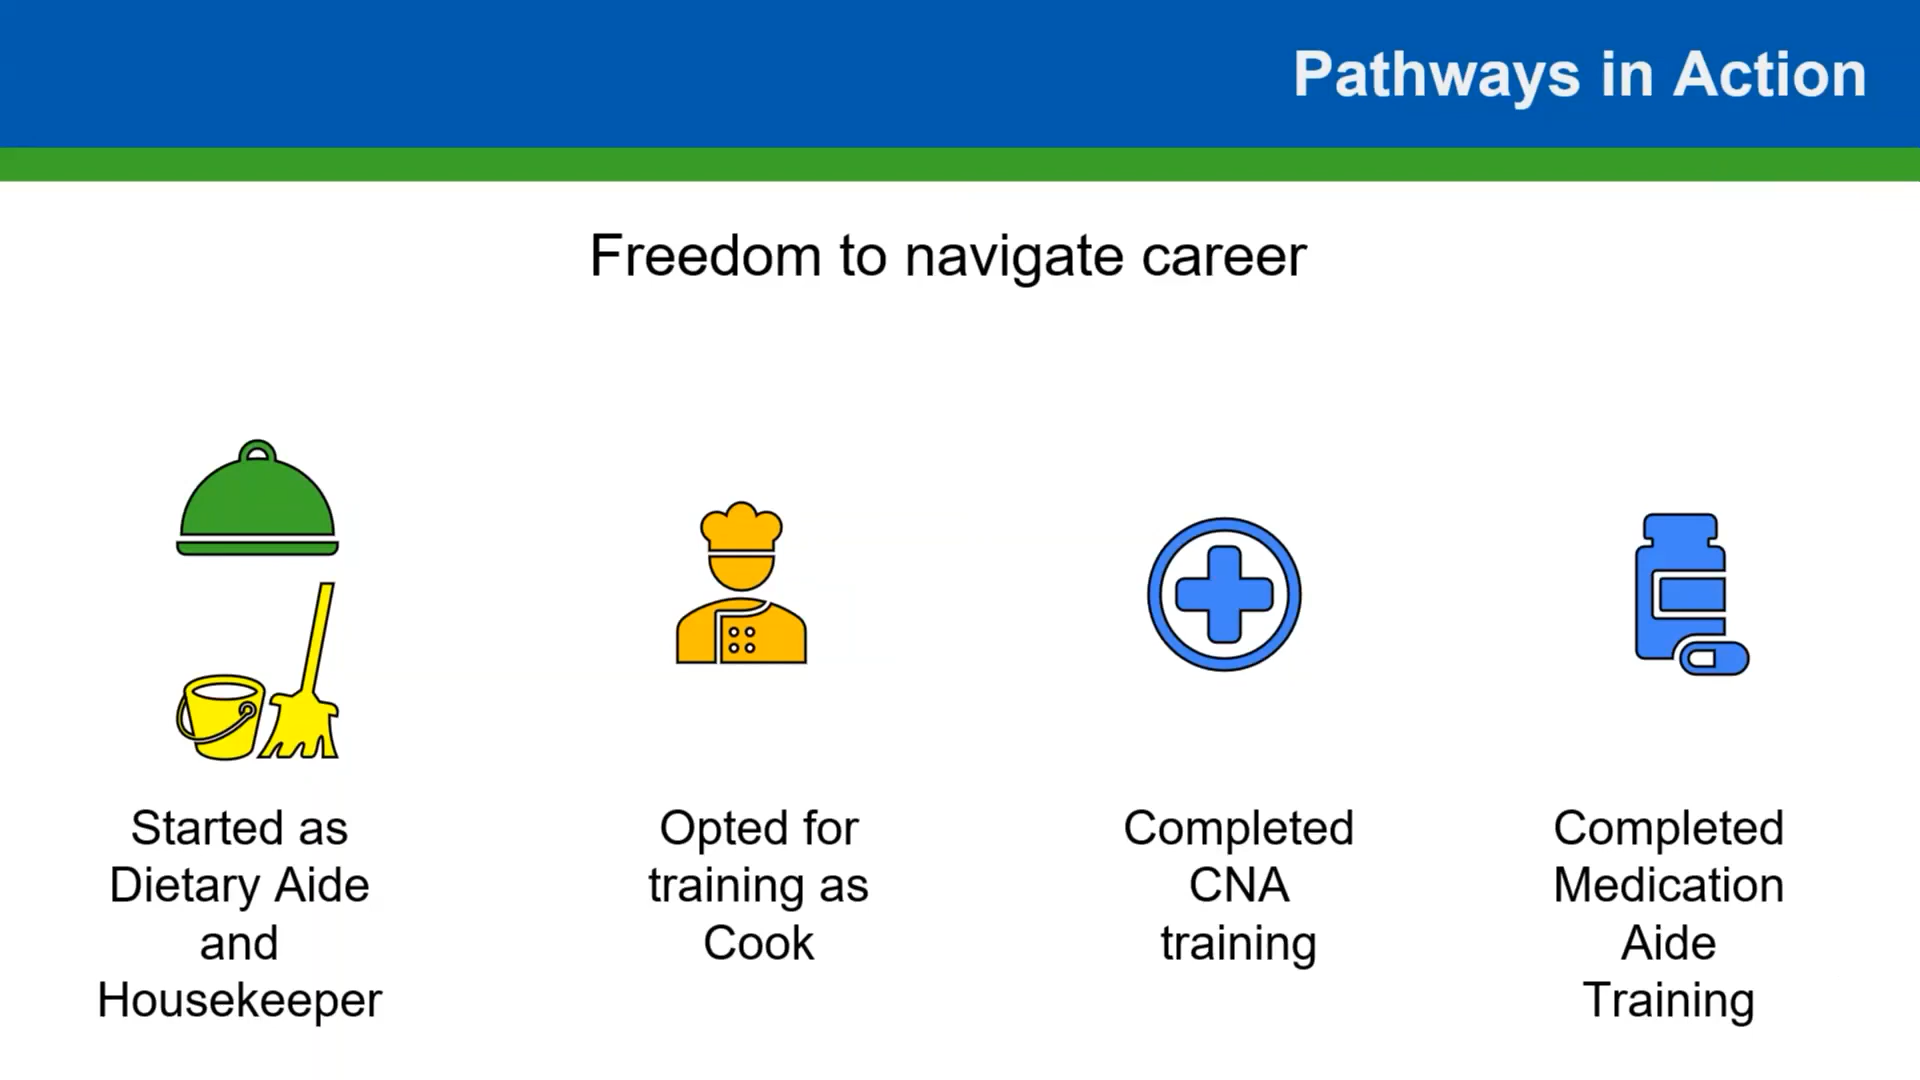 Pathways in Action
Freedom to navigate career
Started as
Dietary Aide
and
Housekeeper
Opted for
training as
Cook
Completed
CNA
training
Completed
Medication
Aide
Training